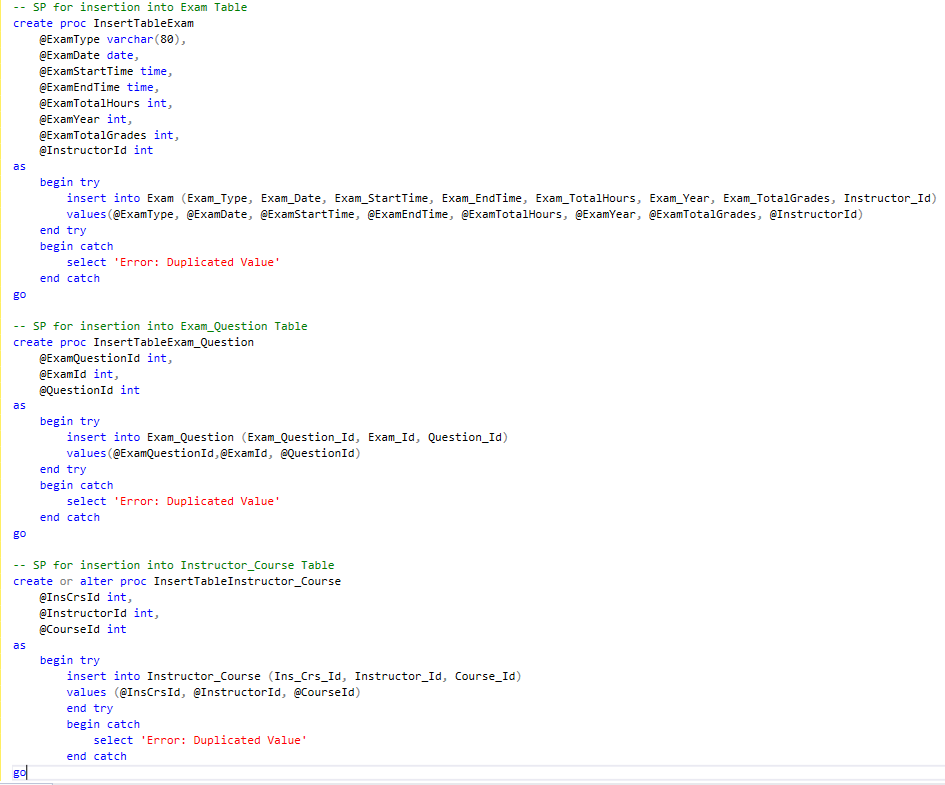 -- SP for insertion into Exam Table
create proc InsertTableExam
    @ExamType varchar(80),
    @ExamDate date,
    @ExamStartTime time,
    @ExamEndTime time,
    @ExamTotalHours int,
    @ExamYear int,
    @ExamTotalGrades int,
    @InstructorId int
as
    begin try
        insert into Exam (Exam_Type, Exam_Date, Exam_StartTime, Exam_EndTime, Exam_TotalHours, Exam_Year, Exam_TotalGrades, Instructor_Id)
        values(@ExamType, @ExamDate, @ExamStartTime, @ExamEndTime, @ExamTotalHours, @ExamYear, @ExamTotalGrades, @InstructorId)
    end try
    begin catch
        select 'Error: Duplicated Value'
    end catch
go

-- SP for insertion into Exam_Question Table
create proc InsertTableExam_Question
    @ExamQuestionId int,
    @ExamId int,
    @QuestionId int
as
    begin try
        insert into Exam_Question (Exam_Question_Id, Exam_Id, Question_Id)
        values(@ExamQuestionId,@ExamId, @QuestionId)
    end try
    begin catch
        select 'Error: Duplicated Value'
    end catch
go

-- SP for insertion into Instructor_Course Table
create or alter proc InsertTableInstructor_Course
    @InsCrsId int,
    @InstructorId int,
    @CourseId int
as
    begin try
        insert into Instructor_Course (Ins_Crs_Id, Instructor_Id, Course_Id)
        values (@InsCrsId, @InstructorId, @CourseId)
        end try
        begin catch
            select 'Error: Duplicated Value'
        end catch
go